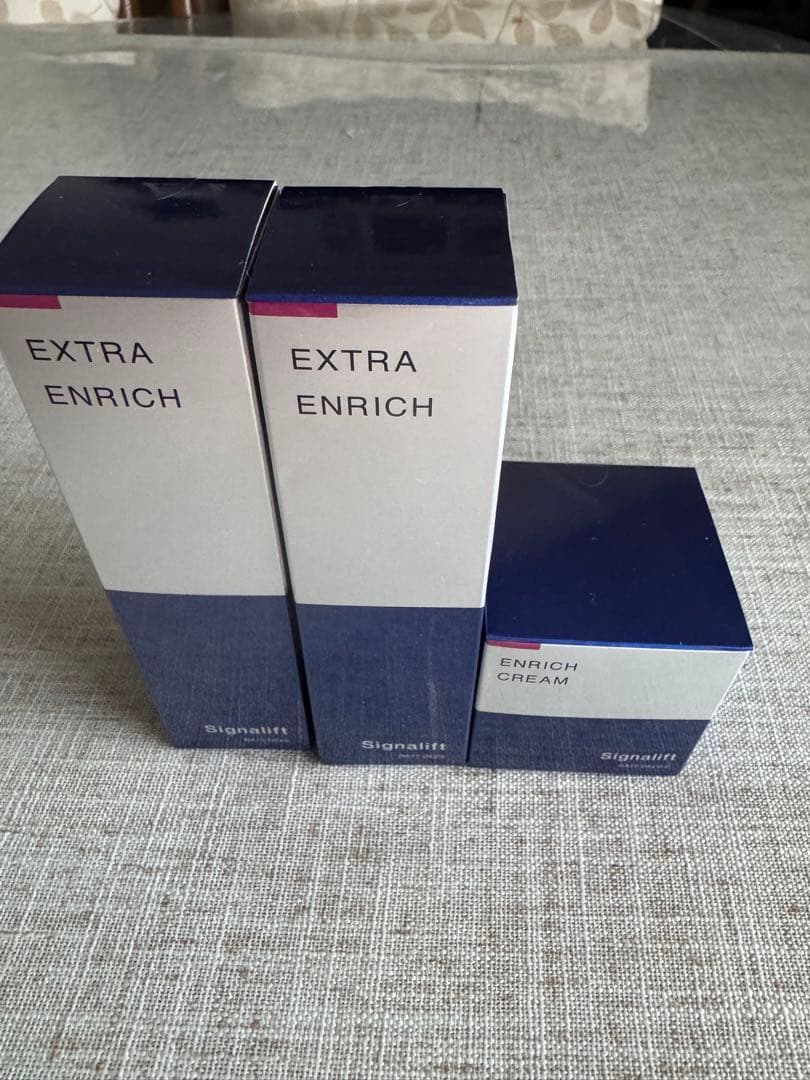 EXTRA
ENRICH
Signalift
EXTRA
ENRICH
Signalift
ENRICH
CREAM
Signalift